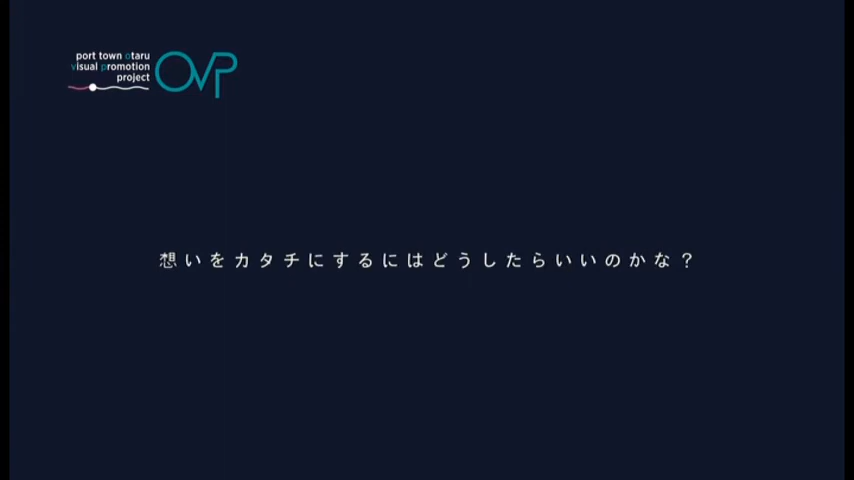 port town otaru
visual promotion
project
OVP
想いをカタチにするにはどうしたらいいのかな？